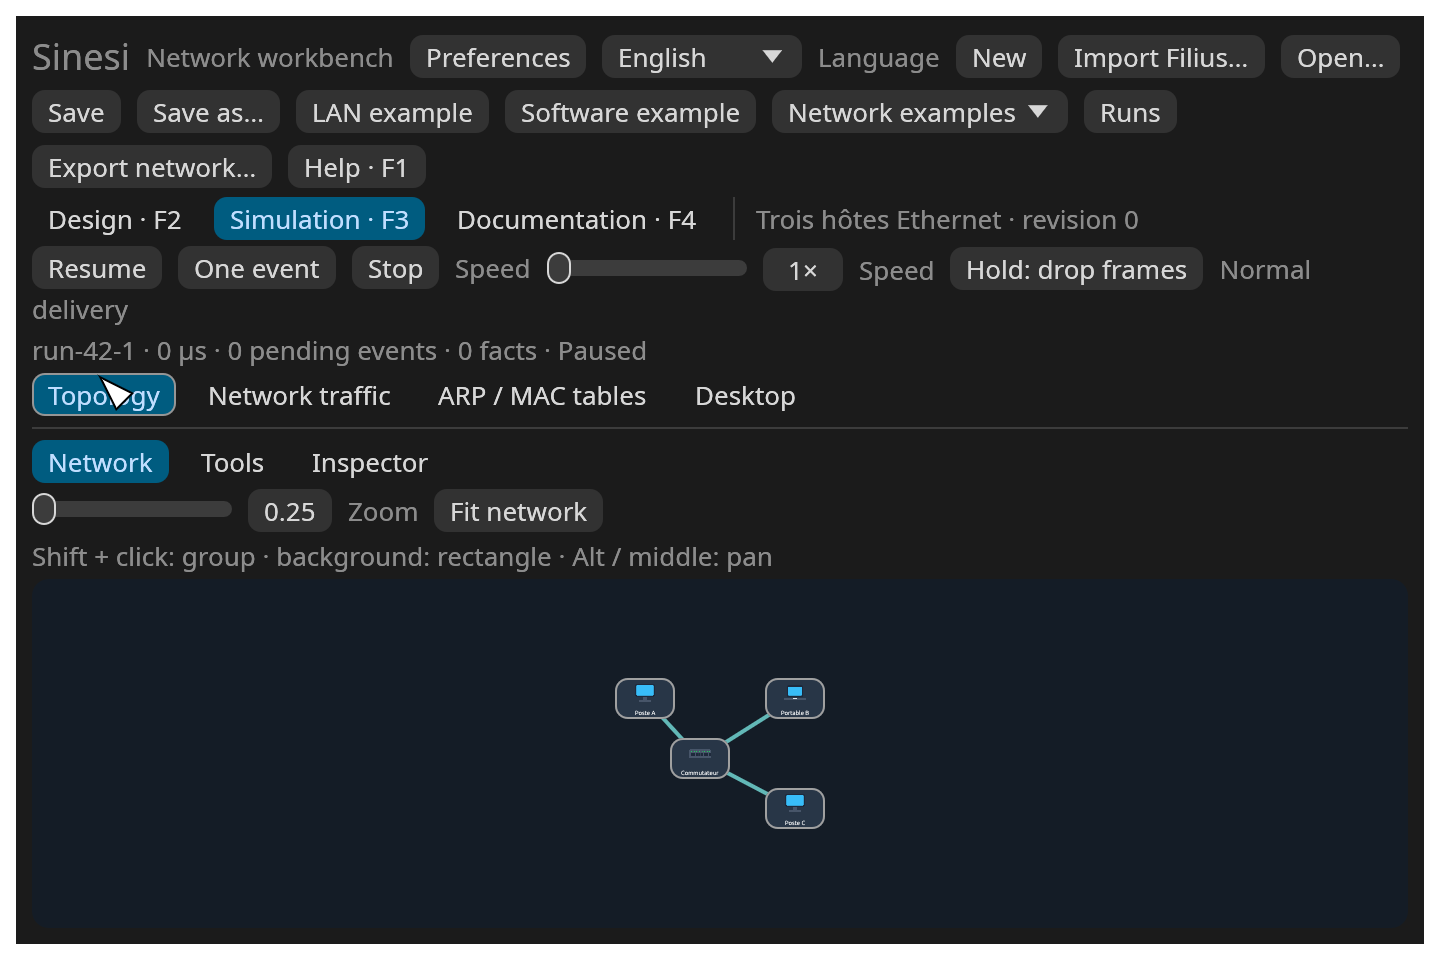 Sinesi Network workbench Preferences English Language New Import Filius... Open...
Save Save as... LAN example Software example Network examples Runs
Export network... Help · F1
Design · F2 Simulation · F3 Documentation · F4 Trois hôtes Ethernet · revision 0
Resume One event Stop Speed 1× Speed Hold: drop frames Normal
delivery
run-42-1 · 0 µs · 0 pending events · 0 facts · Paused
Topology Network traffic ARP / MAC tables Desktop
Network Tools Inspector
0.25 Zoom Fit network
Shift + click: group · background: rectangle · Alt / middle: pan
Poste A Portable B
Commutateur
Poste C